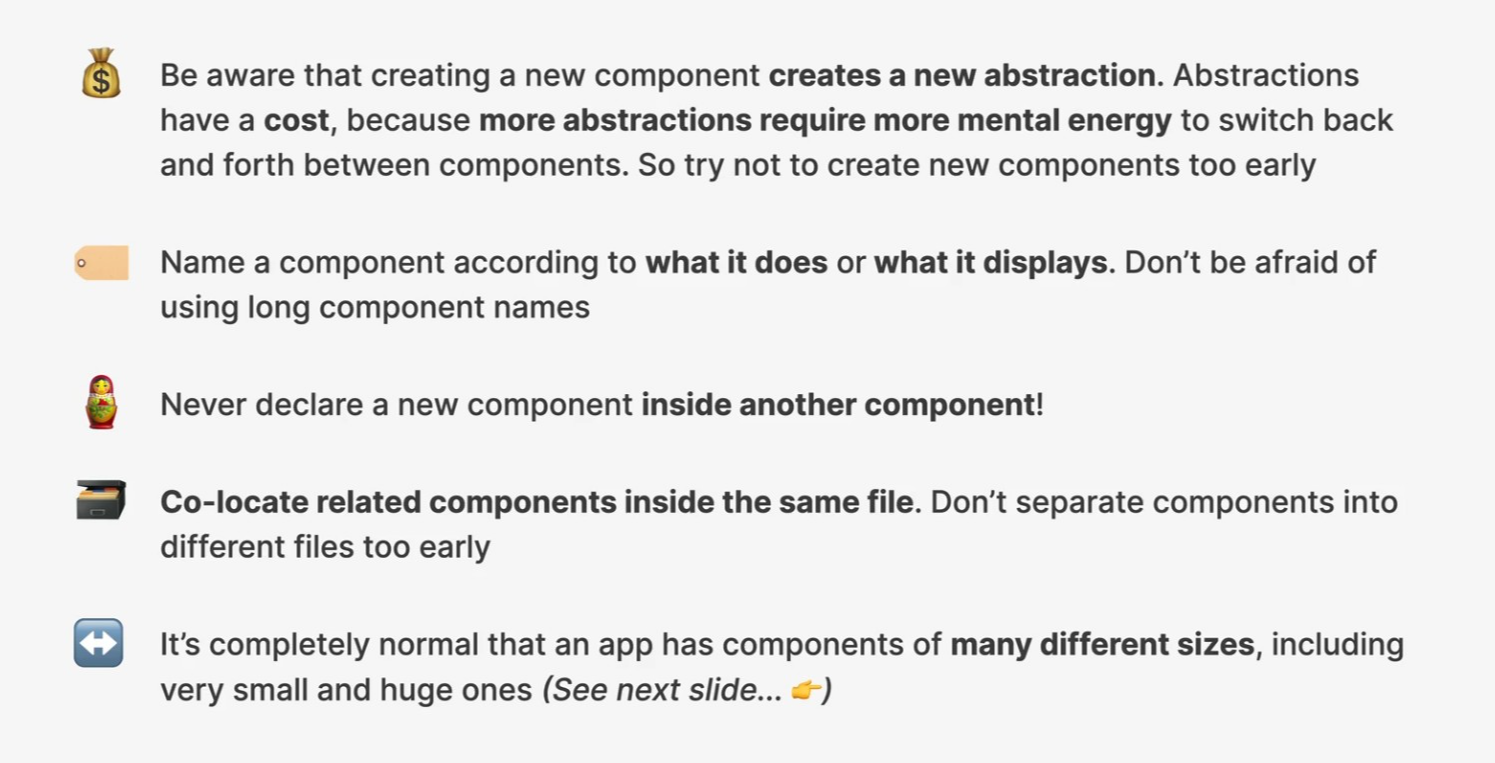 Be aware that creating a new component creates a new abstraction. Abstractions
have a cost, because more abstractions require more mental energy to switch back
and forth between components. So try not to create new components too early
Name a component according to what it does or what it displays. Don’t be afraid of
using long component names
Never declare a new component inside another component!
Co-locate related components inside the same file. Don’t separate components into
different files too early
It’s completely normal that an app has components of many different sizes, including
very small and huge ones (See next slide... 👉)